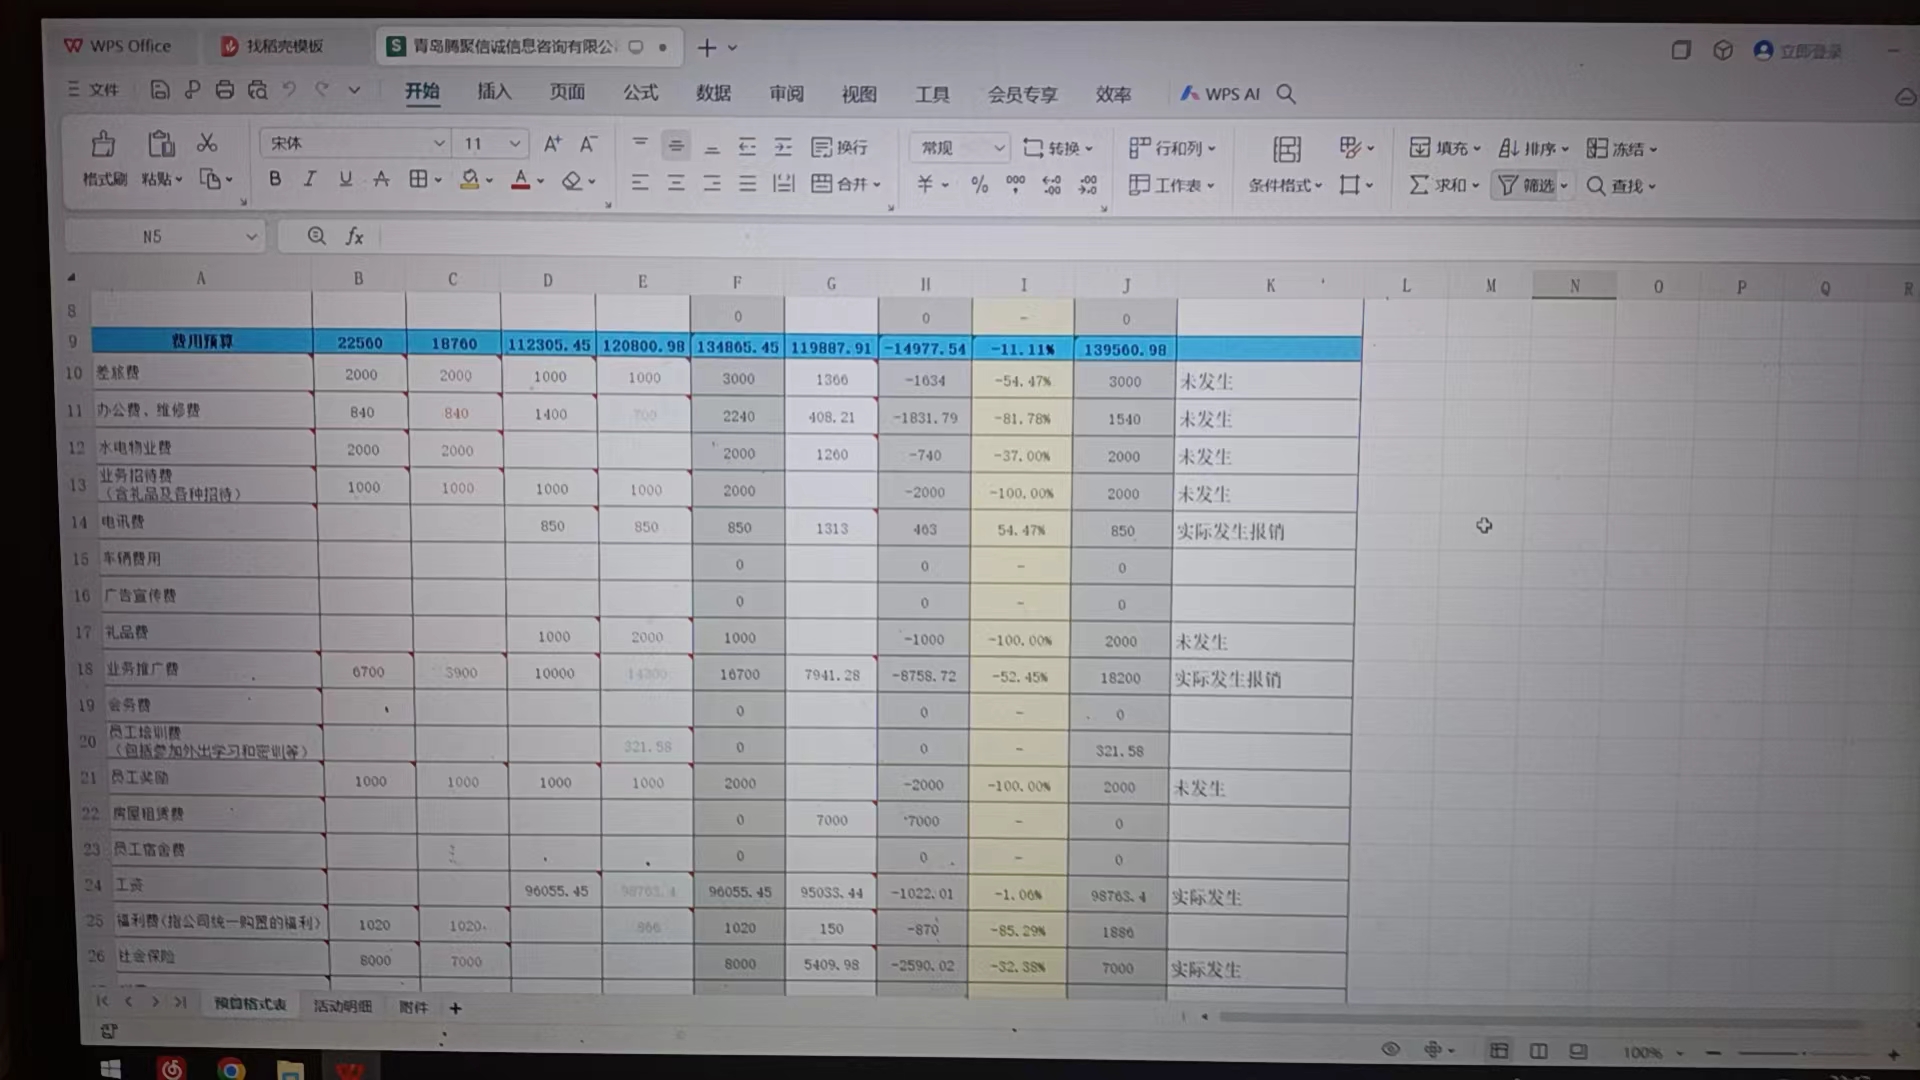 WPS Office 找稻壳模板 青岛腾聚信诚信息咨询有限公
立即登录
文件 开始 插入 页面 公式 数据 审阅 视图 工具 会员专享 效率 WPS AI
宋体 11 A+ A- 换行 常规 转换 行和列 填充 排序 冻结
格式刷 粘贴 B I U A 合并 ¥ % 工作表 条件格式 求和 筛选 查找
N5 fx
A B C D E F G H I J K L M N O P Q R
8 0 0 - 0
9 费用预算 22560 18760 112305.45 120800.98 134865.45 119887.91 -14977.54 -11.11% 139560.98
10 差旅费 2000 2000 1000 1000 3000 1366 -1634 -54.47% 3000 未发生
11 办公费、维修费 840 840 1400 700 2240 408.21 -1831.79 -81.78% 1540 未发生
12 水电物业费 2000 2000 2000 1260 -740 -37.00% 2000 未发生
13 业务招待费
（含礼品及各种招待） 1000 1000 1000 1000 2000 -2000 -100.00% 2000 未发生
14 电讯费 850 850 850 1313 463 54.47% 850 实际发生报销
15 车辆费用 0 0 - 0
16 广告宣传费 0 0 - 0
17 礼品费 1000 2000 1000 -1000 -100.00% 2000 未发生
18 业务推广费 6700 3900 10000 14300 16700 7941.28 -8758.72 -52.45% 18200 实际发生报销
19 会务费 0 0 - 0
20 员工培训费
（包括参加外出学习和密训等） 321.58 0 0 - 321.58
21 员工奖励 1000 1000 1000 1000 2000 -2000 -100.00% 2000 未发生
22 房屋租赁费 0 7000 7000 - 0
23 员工宿舍费 0 0 - 0
24 工资 96055.45 98763.4 96055.45 95033.44 -1022.01 -1.06% 98763.4 实际发生
25 福利费(指公司统一购置的福利) 1020 1020 866 1020 150 -870 -85.29% 1886
26 社会保险 8000 7000 8000 5409.98 -2590.02 -32.38% 7000 实际发生
预算格式表 活动明细 附件 +
100%